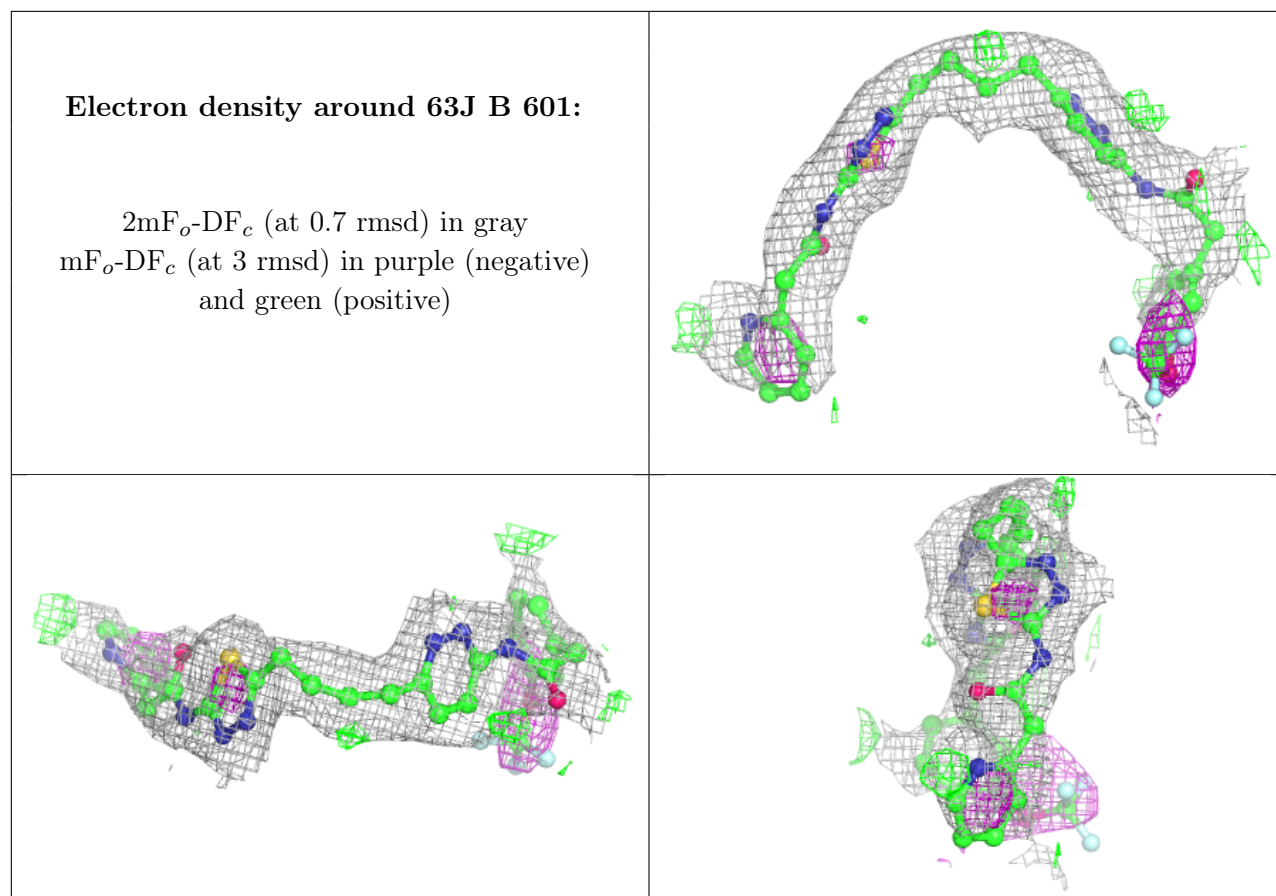 Electron density around 63J B 601:
2mFₒ-DF𝒸 (at 0.7 rmsd) in gray
mFₒ-DF𝒸 (at 3 rmsd) in purple (negative)
and green (positive)